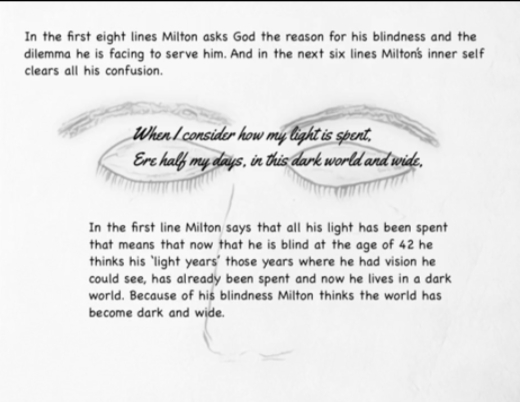 In the first eight lines Milton asks God the reason for his blindness and the
dilemma he is facing to serve him. And in the next six lines Milton's inner self
clears all his confusion.
When I consider how my light is spent,
Ere half my days, in this dark world and wide,
In the first line Milton says that all his light has been spent
that means that now that he is blind at the age of 42 he
thinks his 'light years' those years where he had vision he
could see, has already been spent and now he lives in a dark
world. Because of his blindness Milton thinks the world has
become dark and wide.